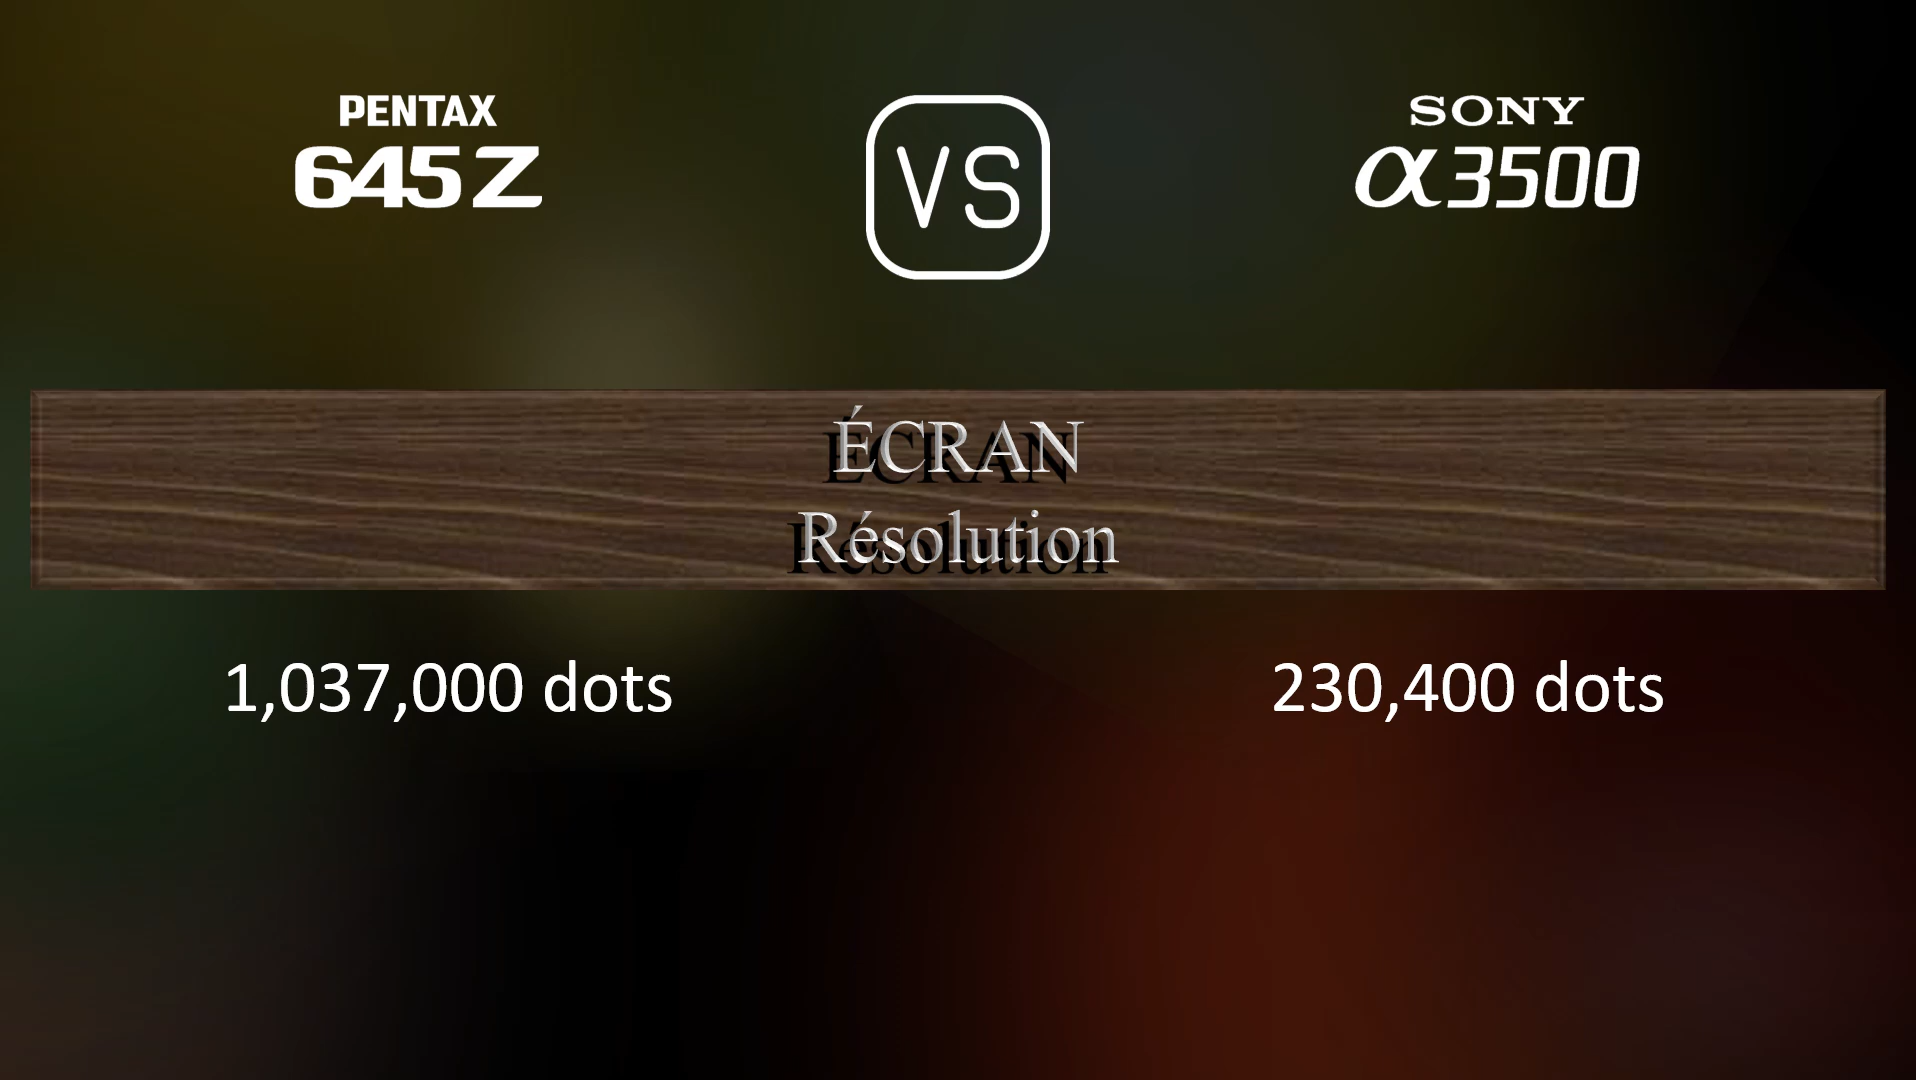 PENTAX
645Z
VS
SONY
α3500
ÉCRAN
Résolution
1,037,000 dots
230,400 dots